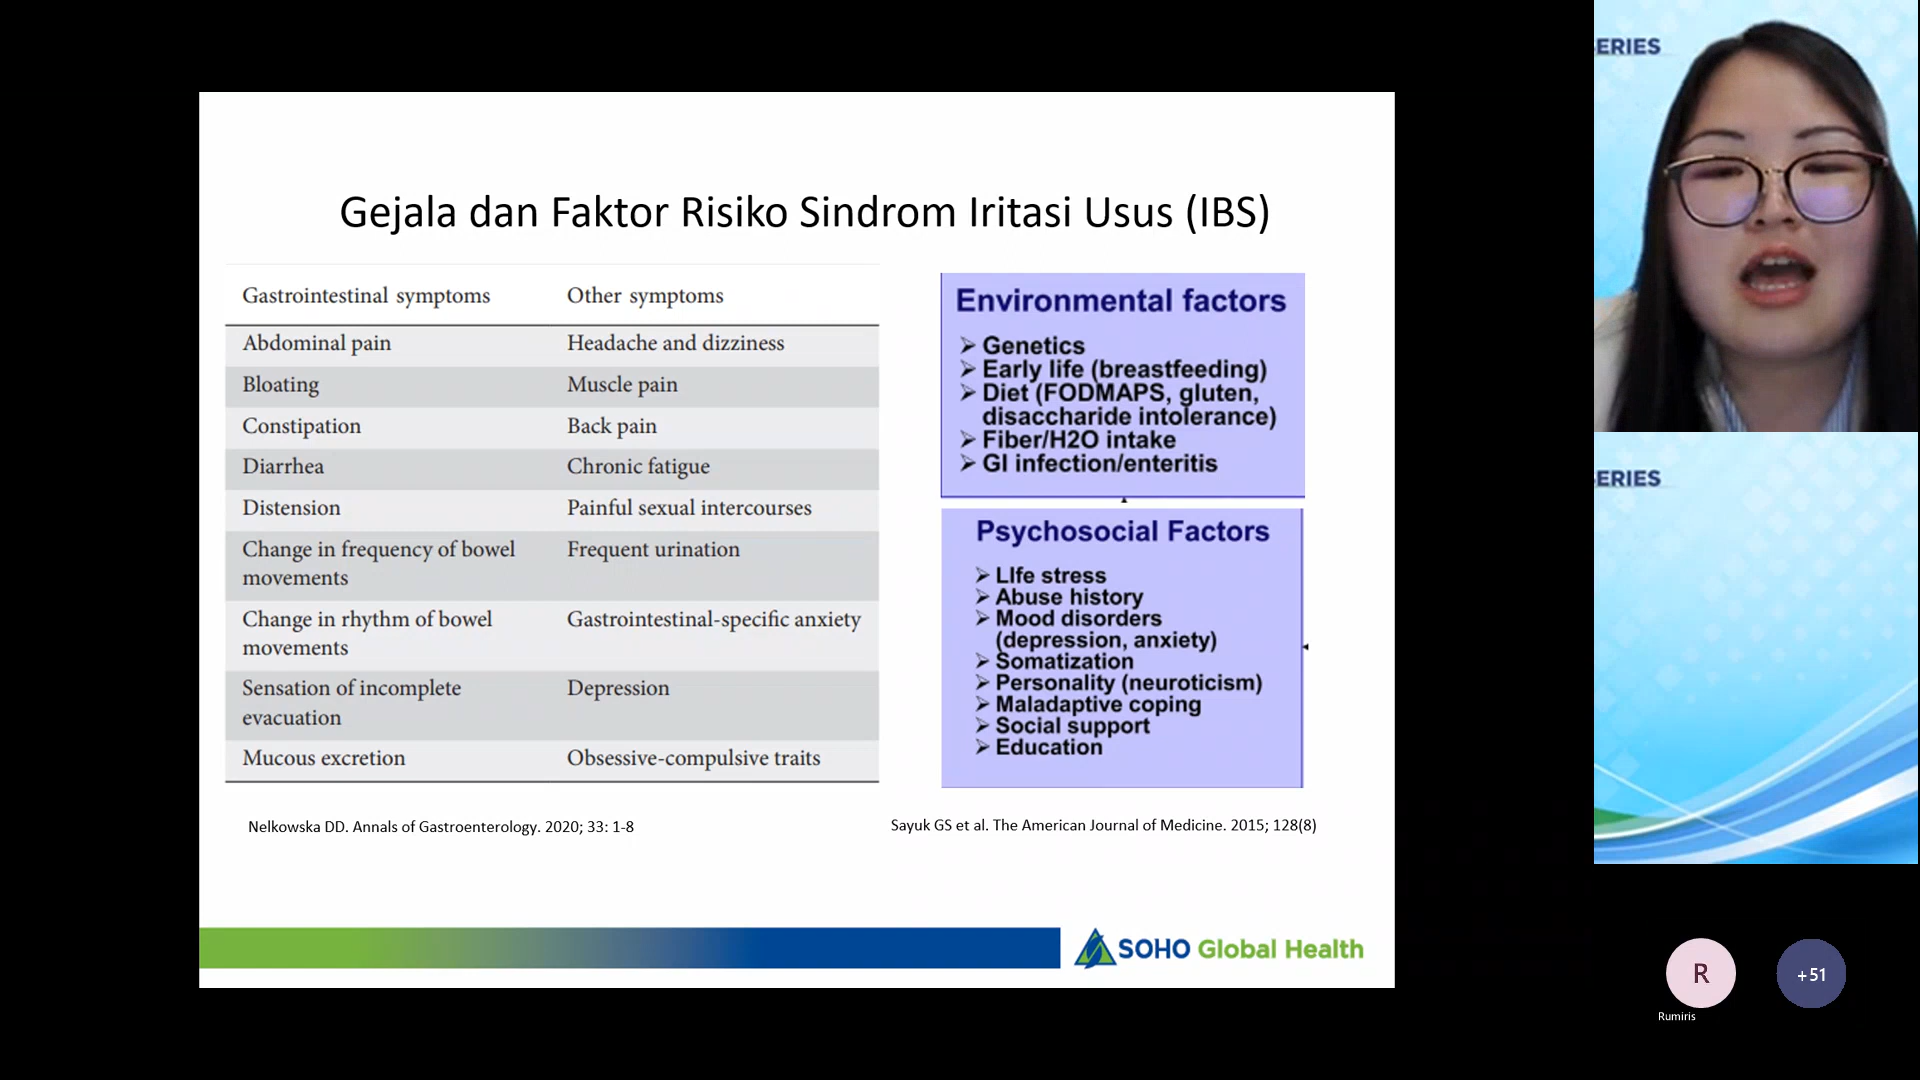 Gejala dan Faktor Risiko Sindrom Iritasi Usus (IBS)
Gastrointestinal symptoms Other symptoms
Abdominal pain Headache and dizziness
Bloating Muscle pain
Constipation Back pain
Diarrhea Chronic fatigue
Distension Painful sexual intercourses
Change in frequency of bowel Frequent urination
movements
Change in rhythm of bowel Gastrointestinal-specific anxiety
movements
Sensation of incomplete Depression
evacuation
Mucous excretion Obsessive-compulsive traits
Nelkowska DD. Annals of Gastroenterology. 2020; 33: 1-8
Environmental factors
➢ Genetics
➢ Early life (breastfeeding)
➢ Diet (FODMAPS, gluten,
disaccharide intolerance)
➢ Fiber/H2O intake
➢ GI infection/enteritis
Psychosocial Factors
➢ LIfe stress
➢ Abuse history
➢ Mood disorders
(depression, anxiety)
➢ Somatization
➢ Personality (neuroticism)
➢ Maladaptive coping
➢ Social support
➢ Education
Sayuk GS et al. The American Journal of Medicine. 2015; 128(8)
SOHO Global Health
ERIES
ERIES
R
+51
Rumiris